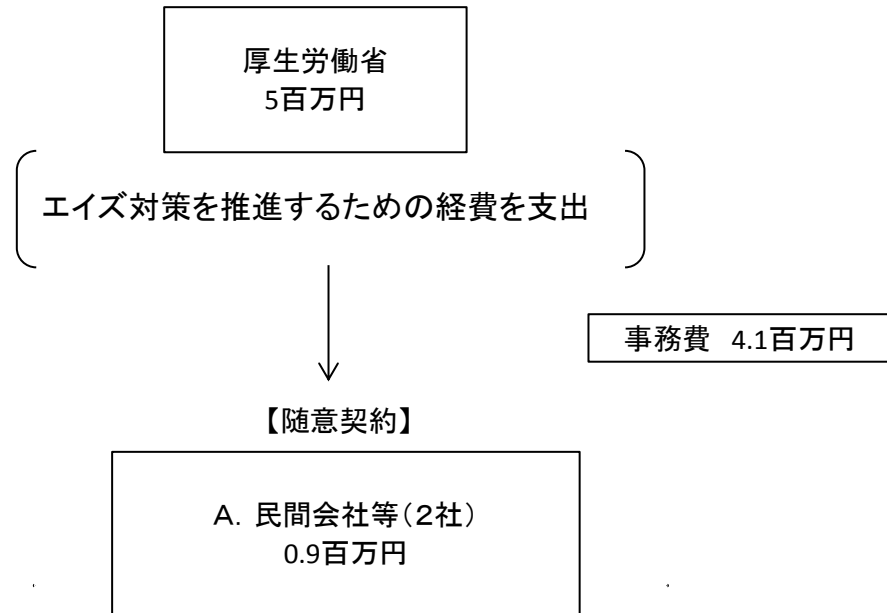 厚生労働省
5百万円
エイズ対策を推進するための経費を支出
事務費 4.1百万円
【随意契約】
A. 民間会社等(2社)
0.9百万円